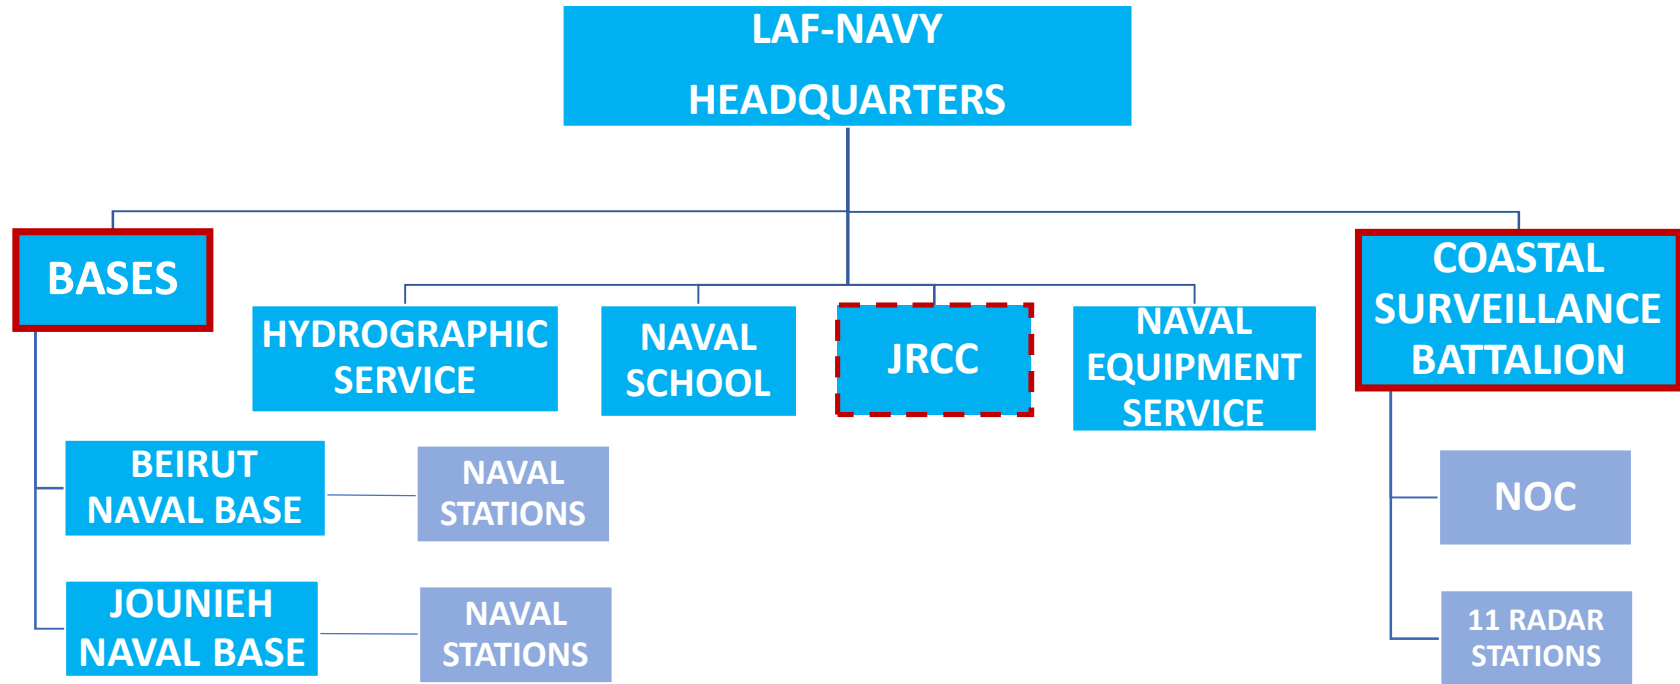 LAF-NAVY
HEADQUARTERS
BASES
HYDROGRAPHIC
SERVICE
NAVAL
SCHOOL
JRCC
NAVAL
EQUIPMENT
SERVICE
COASTAL
SURVEILLANCE
BATTALION
BEIRUT
NAVAL BASE
NAVAL
STATIONS
NOC
JOUNIEH
NAVAL BASE
NAVAL
STATIONS
11 RADAR
STATIONS